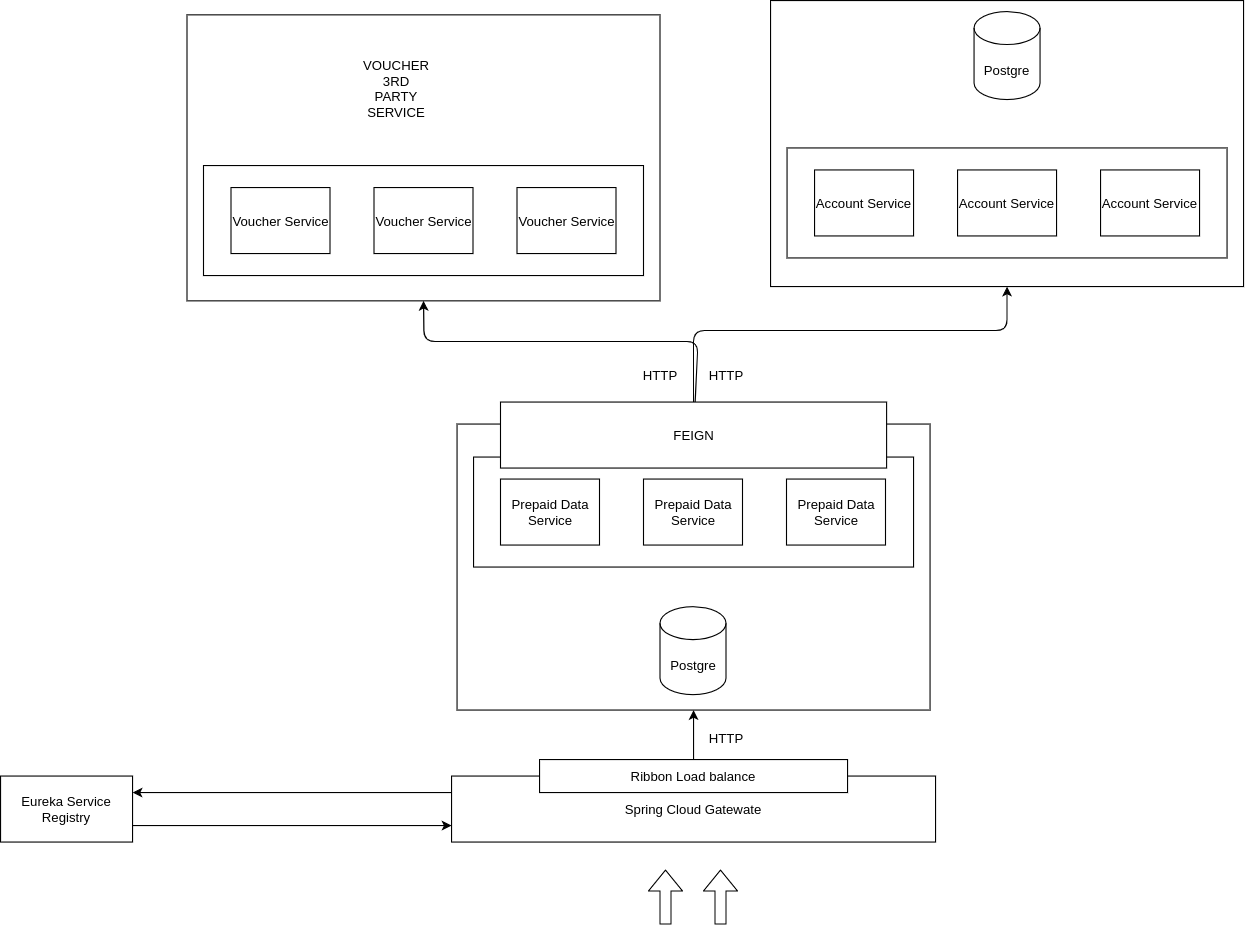 VOUCHER
3RD
PARTY
SERVICE
Voucher Service
Voucher Service
Voucher Service
Postgre
Account Service
Account Service
Account Service
HTTP
HTTP
FEIGN
Prepaid Data
Service
Prepaid Data
Service
Prepaid Data
Service
Postgre
HTTP
Ribbon Load balance
Spring Cloud Gatewate
Eureka Service
Registry